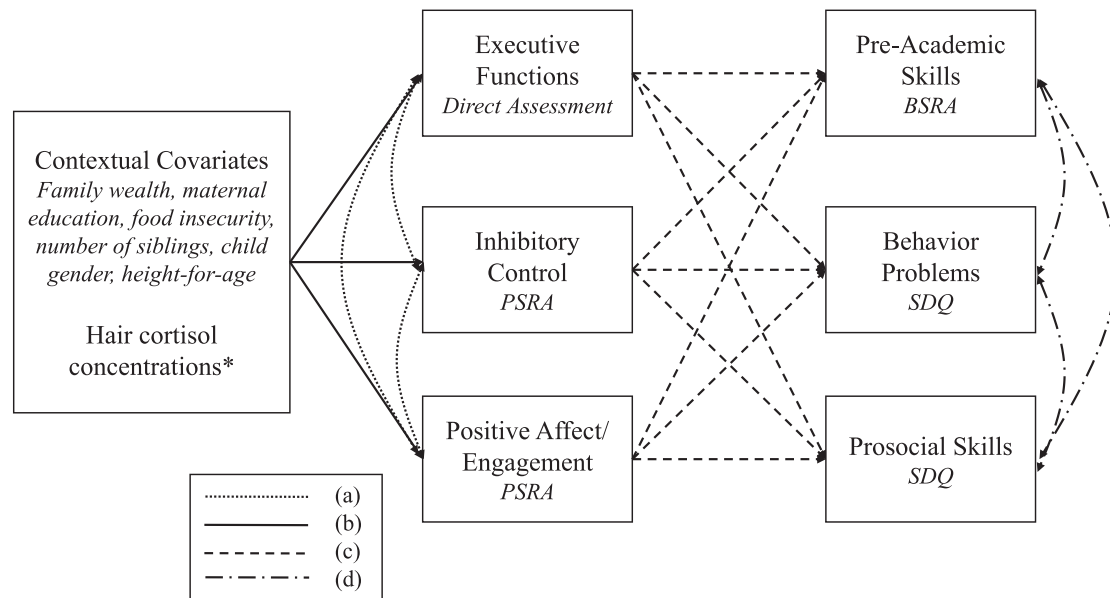 Contextual Covariates
Family wealth, maternal
education, food insecurity,
number of siblings, child
gender, height-for-age
Hair cortisol
concentrations*
Executive
Functions
Direct Assessment
Inhibitory
Control
PSRA
Positive Affect/
Engagement
PSRA
Pre-Academic
Skills
BSRA
Behavior
Problems
SDQ
Prosocial Skills
SDQ
(a)
(b)
(c)
(d)